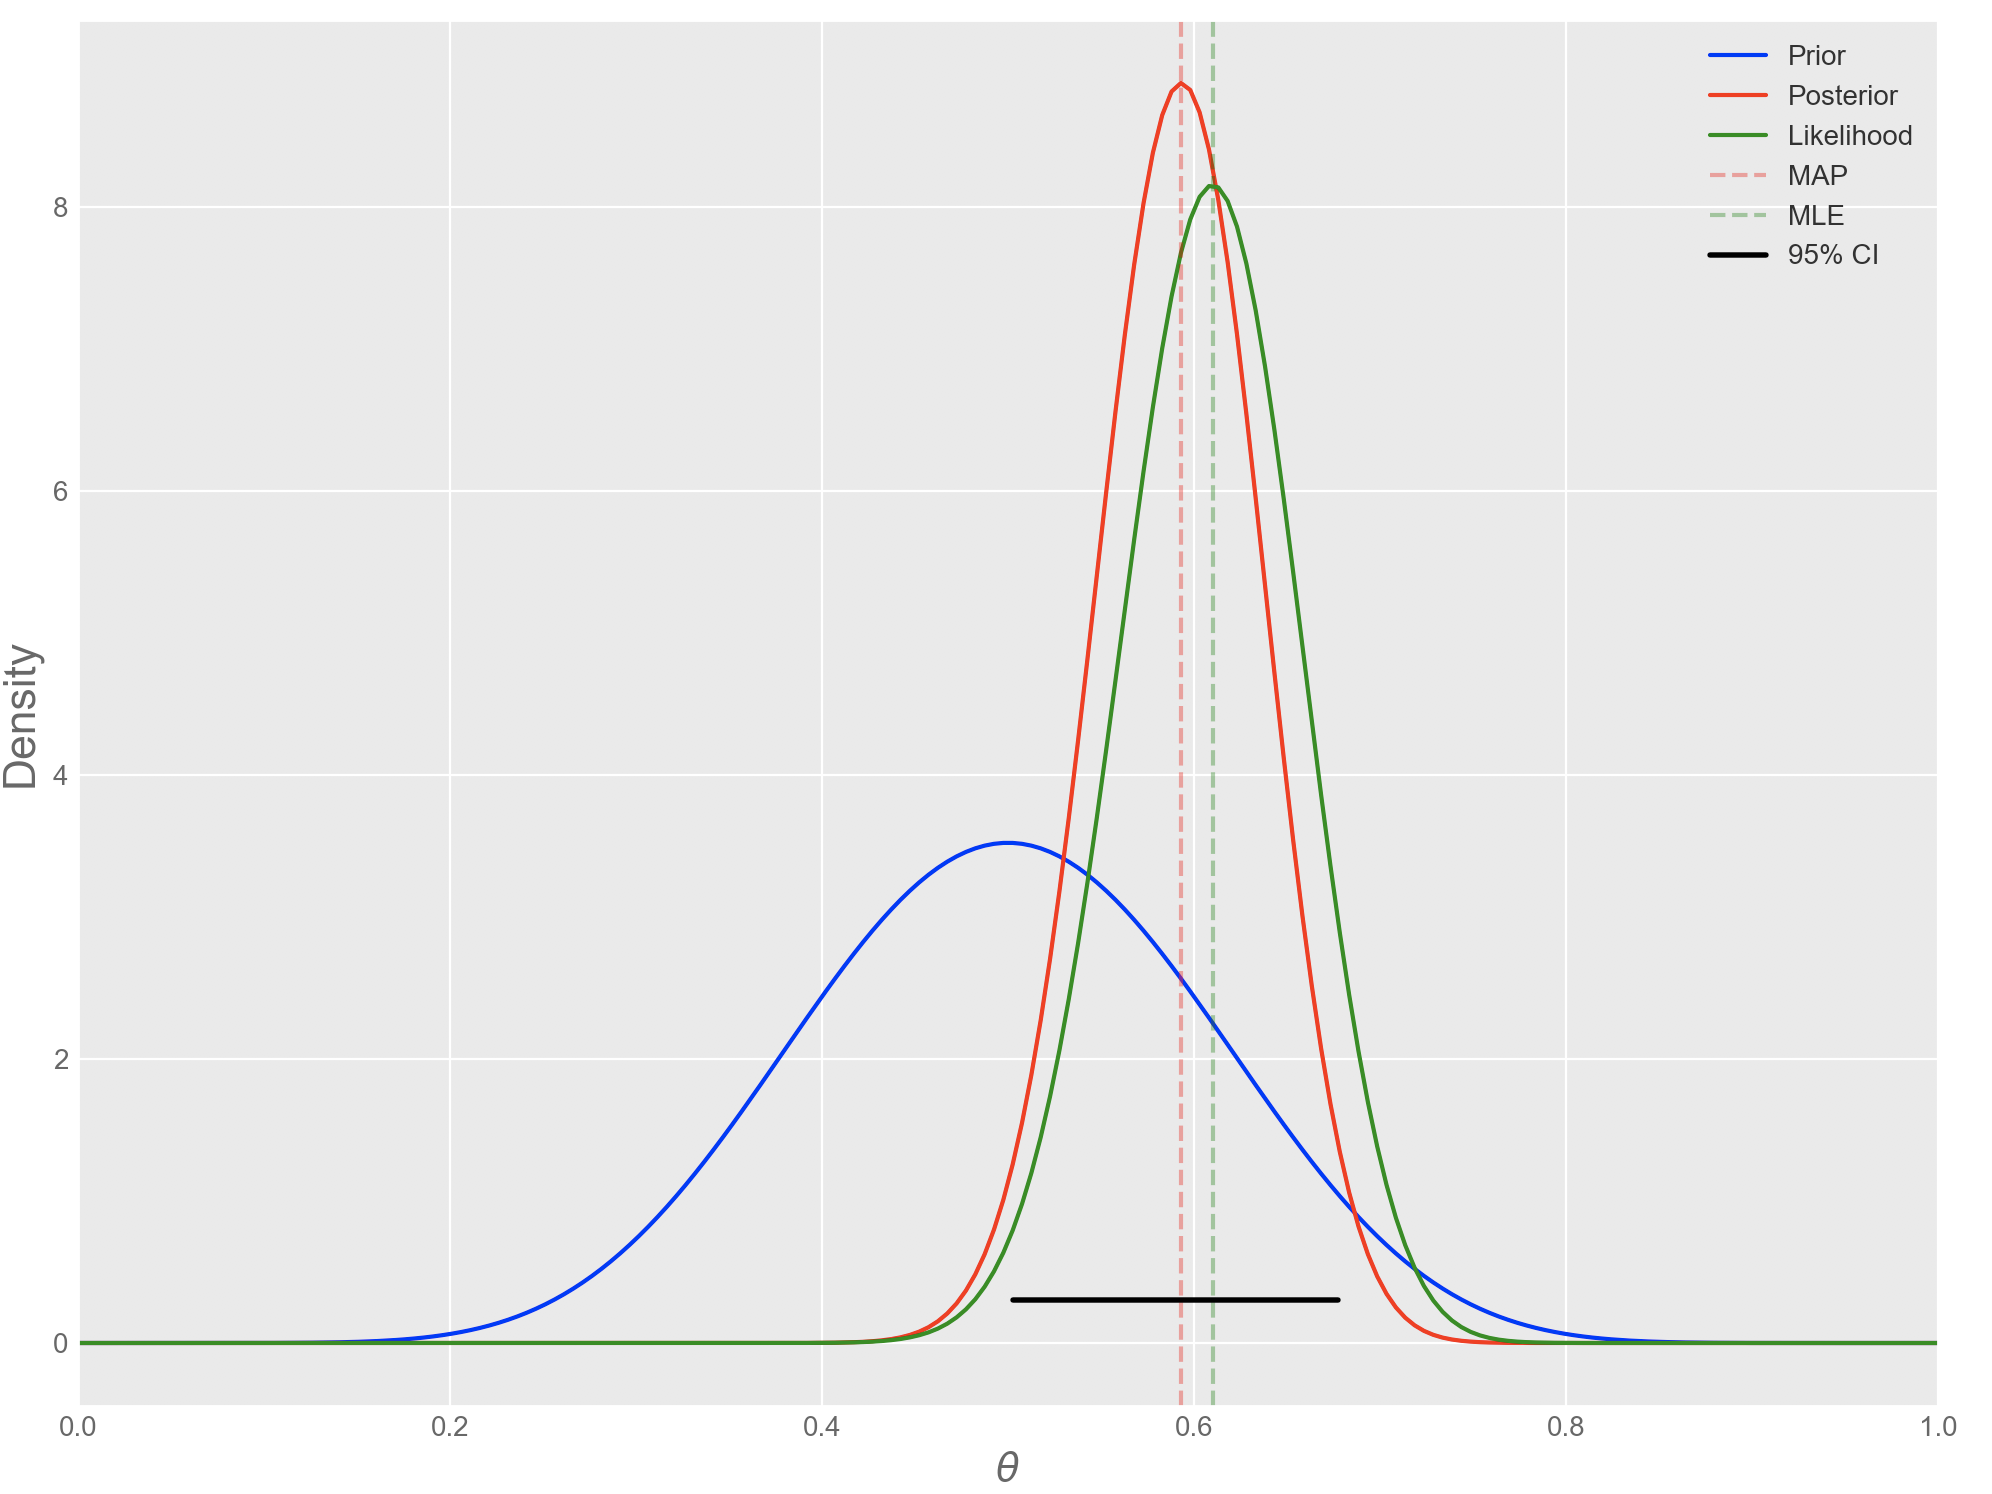 Prior
Posterior
Likelihood
MAP
MLE
95% CI
Density
8
6
4
2
0
0.0 0.2 0.4 0.6 0.8 1.0
θ